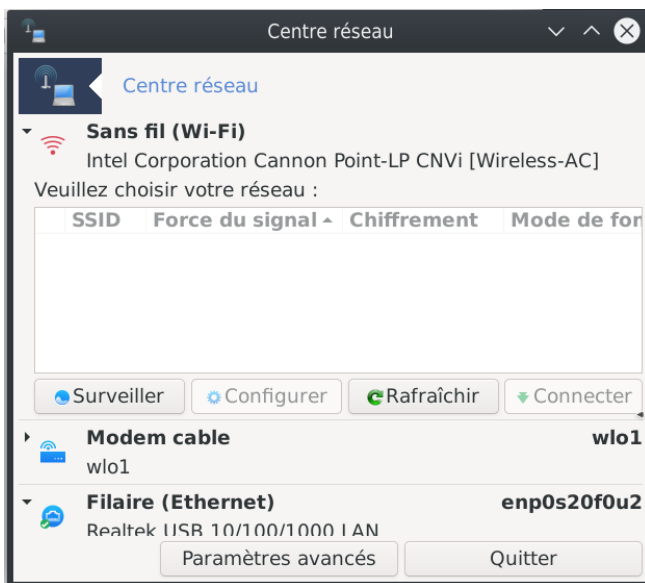 Centre réseau
Centre réseau
Sans fil (Wi-Fi)
Intel Corporation Cannon Point-LP CNVi [Wireless-AC]
Veuillez choisir votre réseau :
SSID Force du signal Chiffrement Mode de for
Surveiller Configurer Rafraîchir Connecter
Modem cable wlo1
wlo1
Filaire (Ethernet) enp0s20f0u2
Realtek USB 10/100/1000 LAN
Paramètres avancés Quitter